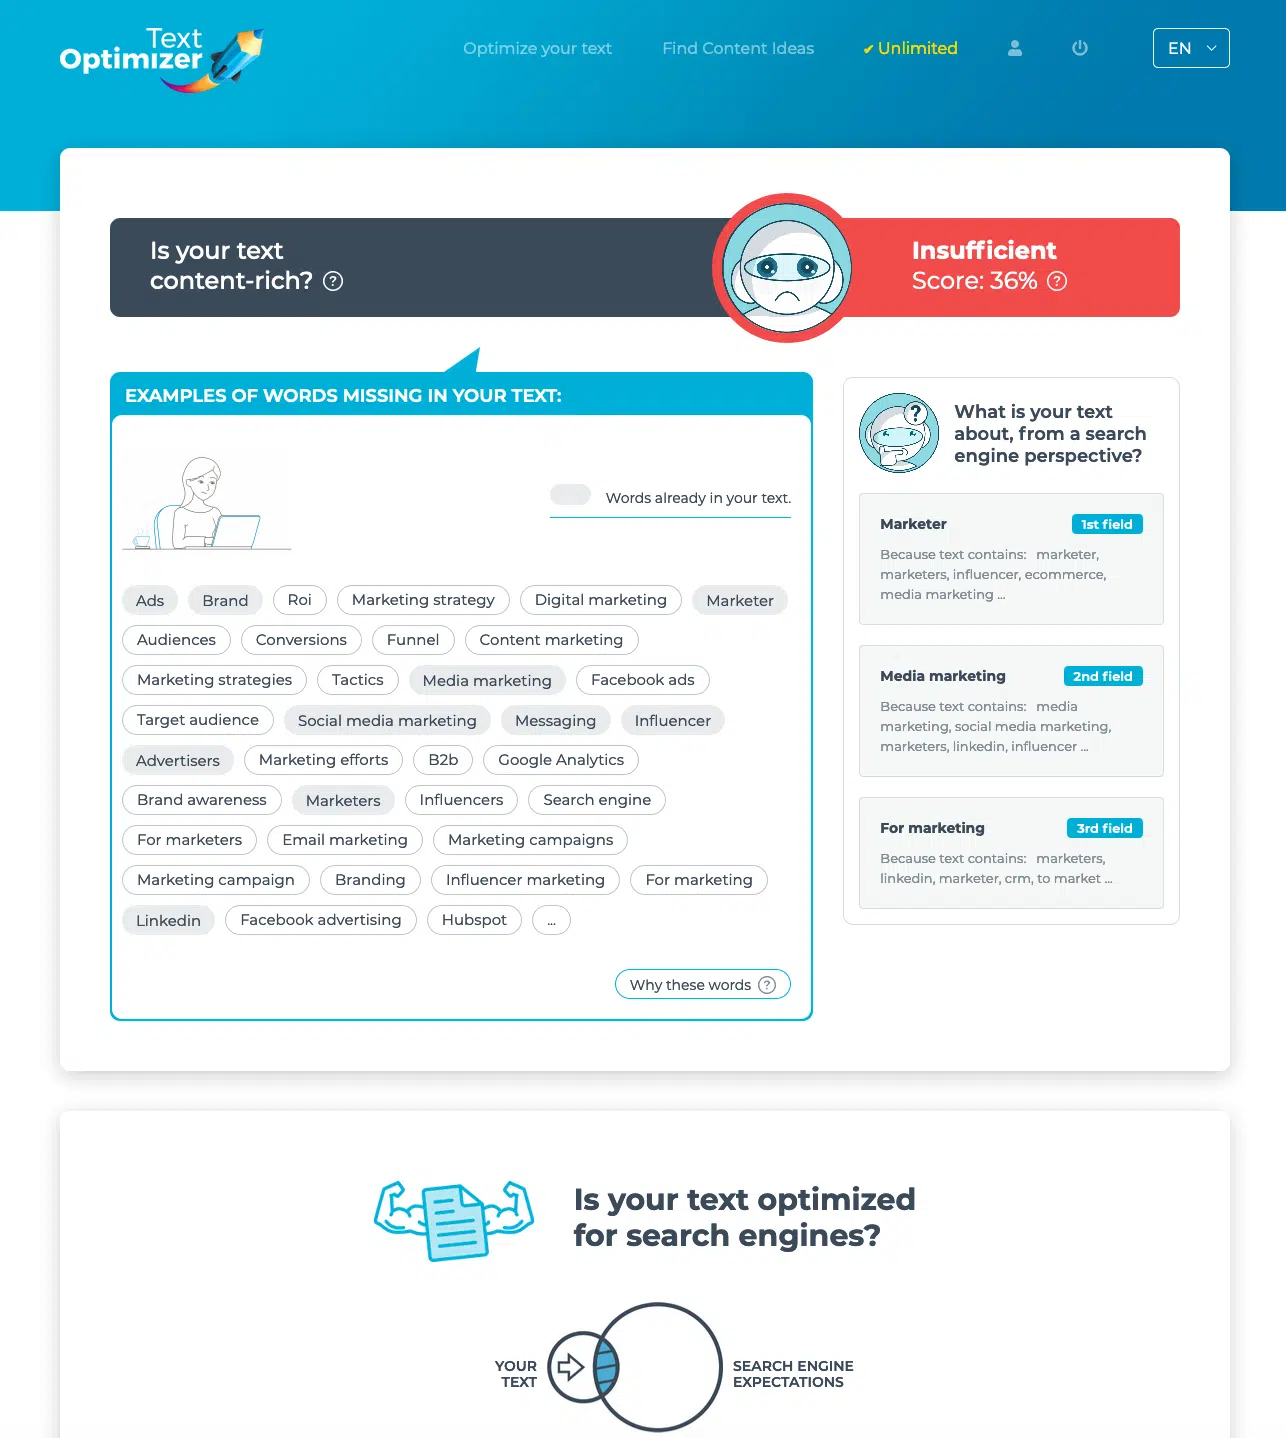 Text
Optimizer
Optimize your text
Find Content Ideas
✔ Unlimited
EN
Is your text
content-rich? ?
Insufficient
Score: 36% ?
EXAMPLES OF WORDS MISSING IN YOUR TEXT:
Words already in your text.
Ads Brand Roi Marketing strategy Digital marketing Marketer
Audiences Conversions Funnel Content marketing
Marketing strategies Tactics Media marketing Facebook ads
Target audience Social media marketing Messaging Influencer
Advertisers Marketing efforts B2b Google Analytics
Brand awareness Marketers Influencers Search engine
For marketers Email marketing Marketing campaigns
Marketing campaign Branding Influencer marketing For marketing
Linkedin Facebook advertising Hubspot ...
Why these words ?
?
What is your text
about, from a search
engine perspective?
Marketer 1st field
Because text contains: marketer,
marketers, influencer, ecommerce,
media marketing ...
Media marketing 2nd field
Because text contains: media
marketing, social media marketing,
marketers, linkedin, influencer ...
For marketing 3rd field
Because text contains: marketers,
linkedin, marketer, crm, to market ...
Is your text optimized
for search engines?
YOUR
TEXT
SEARCH ENGINE
EXPECTATIONS